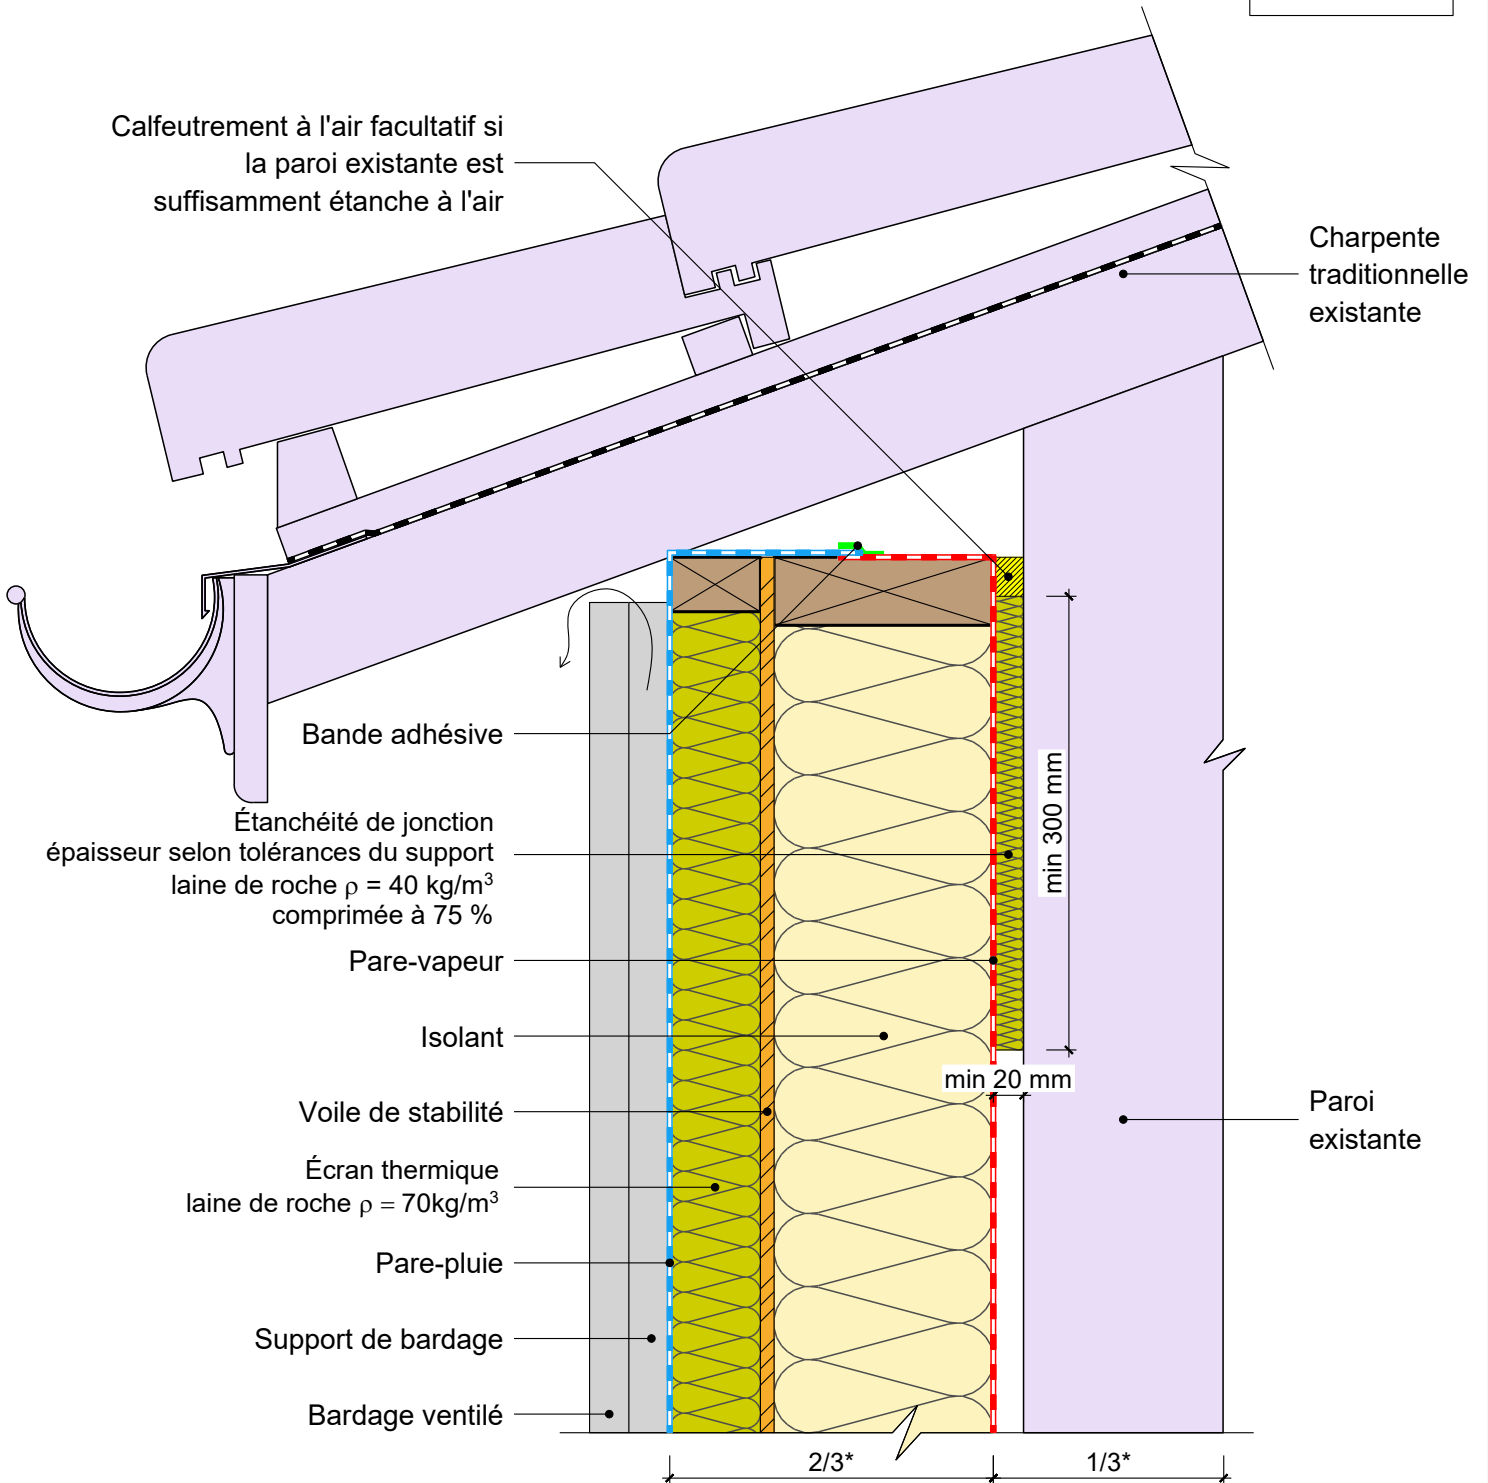 Calfeutrement à l'air facultatif si
la paroi existante est
suffisamment étanche à l'air
Charpente
traditionnelle
existante
Bande adhésive
Étanchéité de jonction
épaisseur selon tolérances du support
laine de roche ρ = 40 kg/m³
comprimée à 75 %
min 300 mm
Pare-vapeur
Isolant
min 20 mm
Voile de stabilité
Paroi
existante
Écran thermique
laine de roche ρ = 70kg/m³
Pare-pluie
Support de bardage
Bardage ventilé
2/3*
1/3*